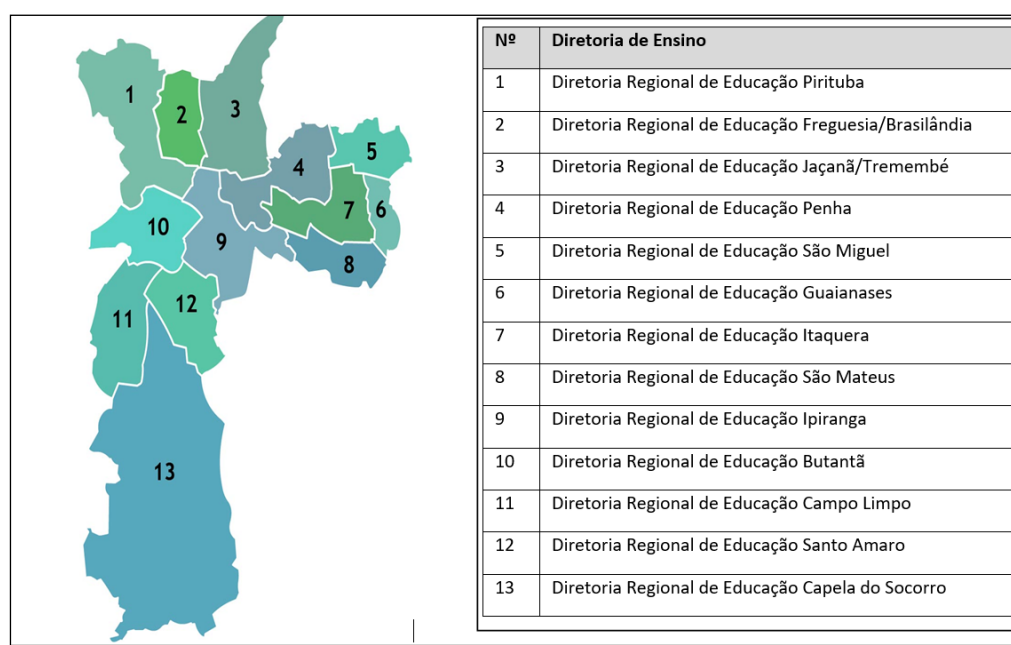 1
2
3
4
5
6
7
8
9
10
11
12
13
Nº Diretoria de Ensino
1 Diretoria Regional de Educação Pirituba
2 Diretoria Regional de Educação Freguesia/Brasilândia
3 Diretoria Regional de Educação Jaçanã/Tremembé
4 Diretoria Regional de Educação Penha
5 Diretoria Regional de Educação São Miguel
6 Diretoria Regional de Educação Guaianases
7 Diretoria Regional de Educação Itaquera
8 Diretoria Regional de Educação São Mateus
9 Diretoria Regional de Educação Ipiranga
10 Diretoria Regional de Educação Butantã
11 Diretoria Regional de Educação Campo Limpo
12 Diretoria Regional de Educação Santo Amaro
13 Diretoria Regional de Educação Capela do Socorro